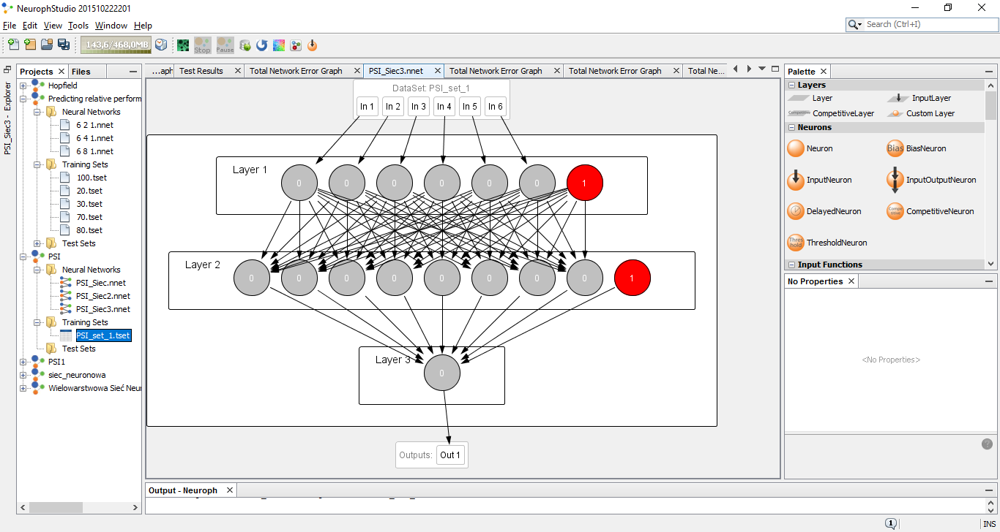 NeurophStudio 201510222201
File Edit View Tools Window Help
Search (Ctrl+I)
143,6/468,0MB
Stop
Pause
PSI_Siec3 - Explorer
Projects
Files
Hopfield
Predicting relative perform
Neural Networks
6 2 1.nnet
6 4 1.nnet
6 8 1.nnet
Training Sets
100.tset
20.tset
30.tset
70.tset
80.tset
Test Sets
PSI
Neural Networks
PSI_Siec.nnet
PSI_Siec2.nnet
PSI_Siec3.nnet
Training Sets
PSI_set_1.tset
Test Sets
PSI1
siec_neuronowa
Wielowarstwowa Sieć Neu
...aph Test Results Total Network Error Graph PSI_Siec3.nnet Total Network Error Graph Total Network Error Graph Total Ne...
DataSet: PSI_set_1
In 1 In 2 In 3 In 4 In 5 In 6
Layer 1
0 0 0 0 0 0 1
Layer 2
0 0 0 0 0 0 0 0 1
Layer 3
0
Outputs: Out 1
Output - Neuroph
Palette
Layers
Layer InputLayer
Competitive CompetitiveLayer Custom Layer
Neurons
Neuron Bias BiasNeuron
InputNeuron InputOutputNeuron
DelayedNeuron Compe titive CompetitiveNeuron
Thres hold ThresholdNeuron
Input Functions
No Properties
<No Properties>
?
1 INS